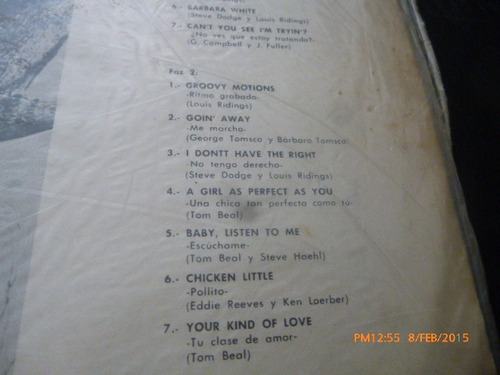 6.- BARBARA WHITE
(Steve Dodge y Louis Ridings)
7.- CAN'T YOU SEE I'M TRYIN'?
¿No ves que estoy tratando?-
(G. Campbell y J. Fuller)
Faz 2:
1.- GROOVY MOTIONS
-Ritmo grabado-
(Louis Ridings)
2.- GOIN' AWAY
-Me marcho-
(George Tomsco y Bárbara Tomsco)
3.- I DONTT HAVE THE RIGHT
-No tengo derecho-
(Steve Dodge y Louis Ridings)
4.- A GIRL AS PERFECT AS YOU
-Una chica tan perfecta como tú-
(Tom Beal)
5.- BABY, LISTEN TO ME
-Escúchame-
(Tom Beal y Steve Haehl)
6.- CHICKEN LITTLE
-Pollito-
(Eddie Reeves y Ken Loerber)
7.- YOUR KIND OF LOVE
-Tu clase de amor-
(Tom Beal)
PM12:55 8/FEB/2015